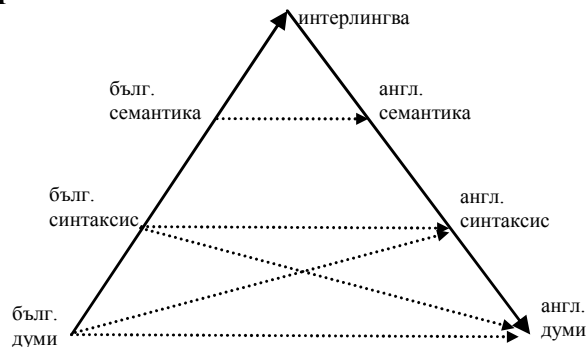 интерлингва
бълг.
семантика
англ.
семантика
бълг.
синтаксис
англ.
синтаксис
бълг.
думи
англ.
думи